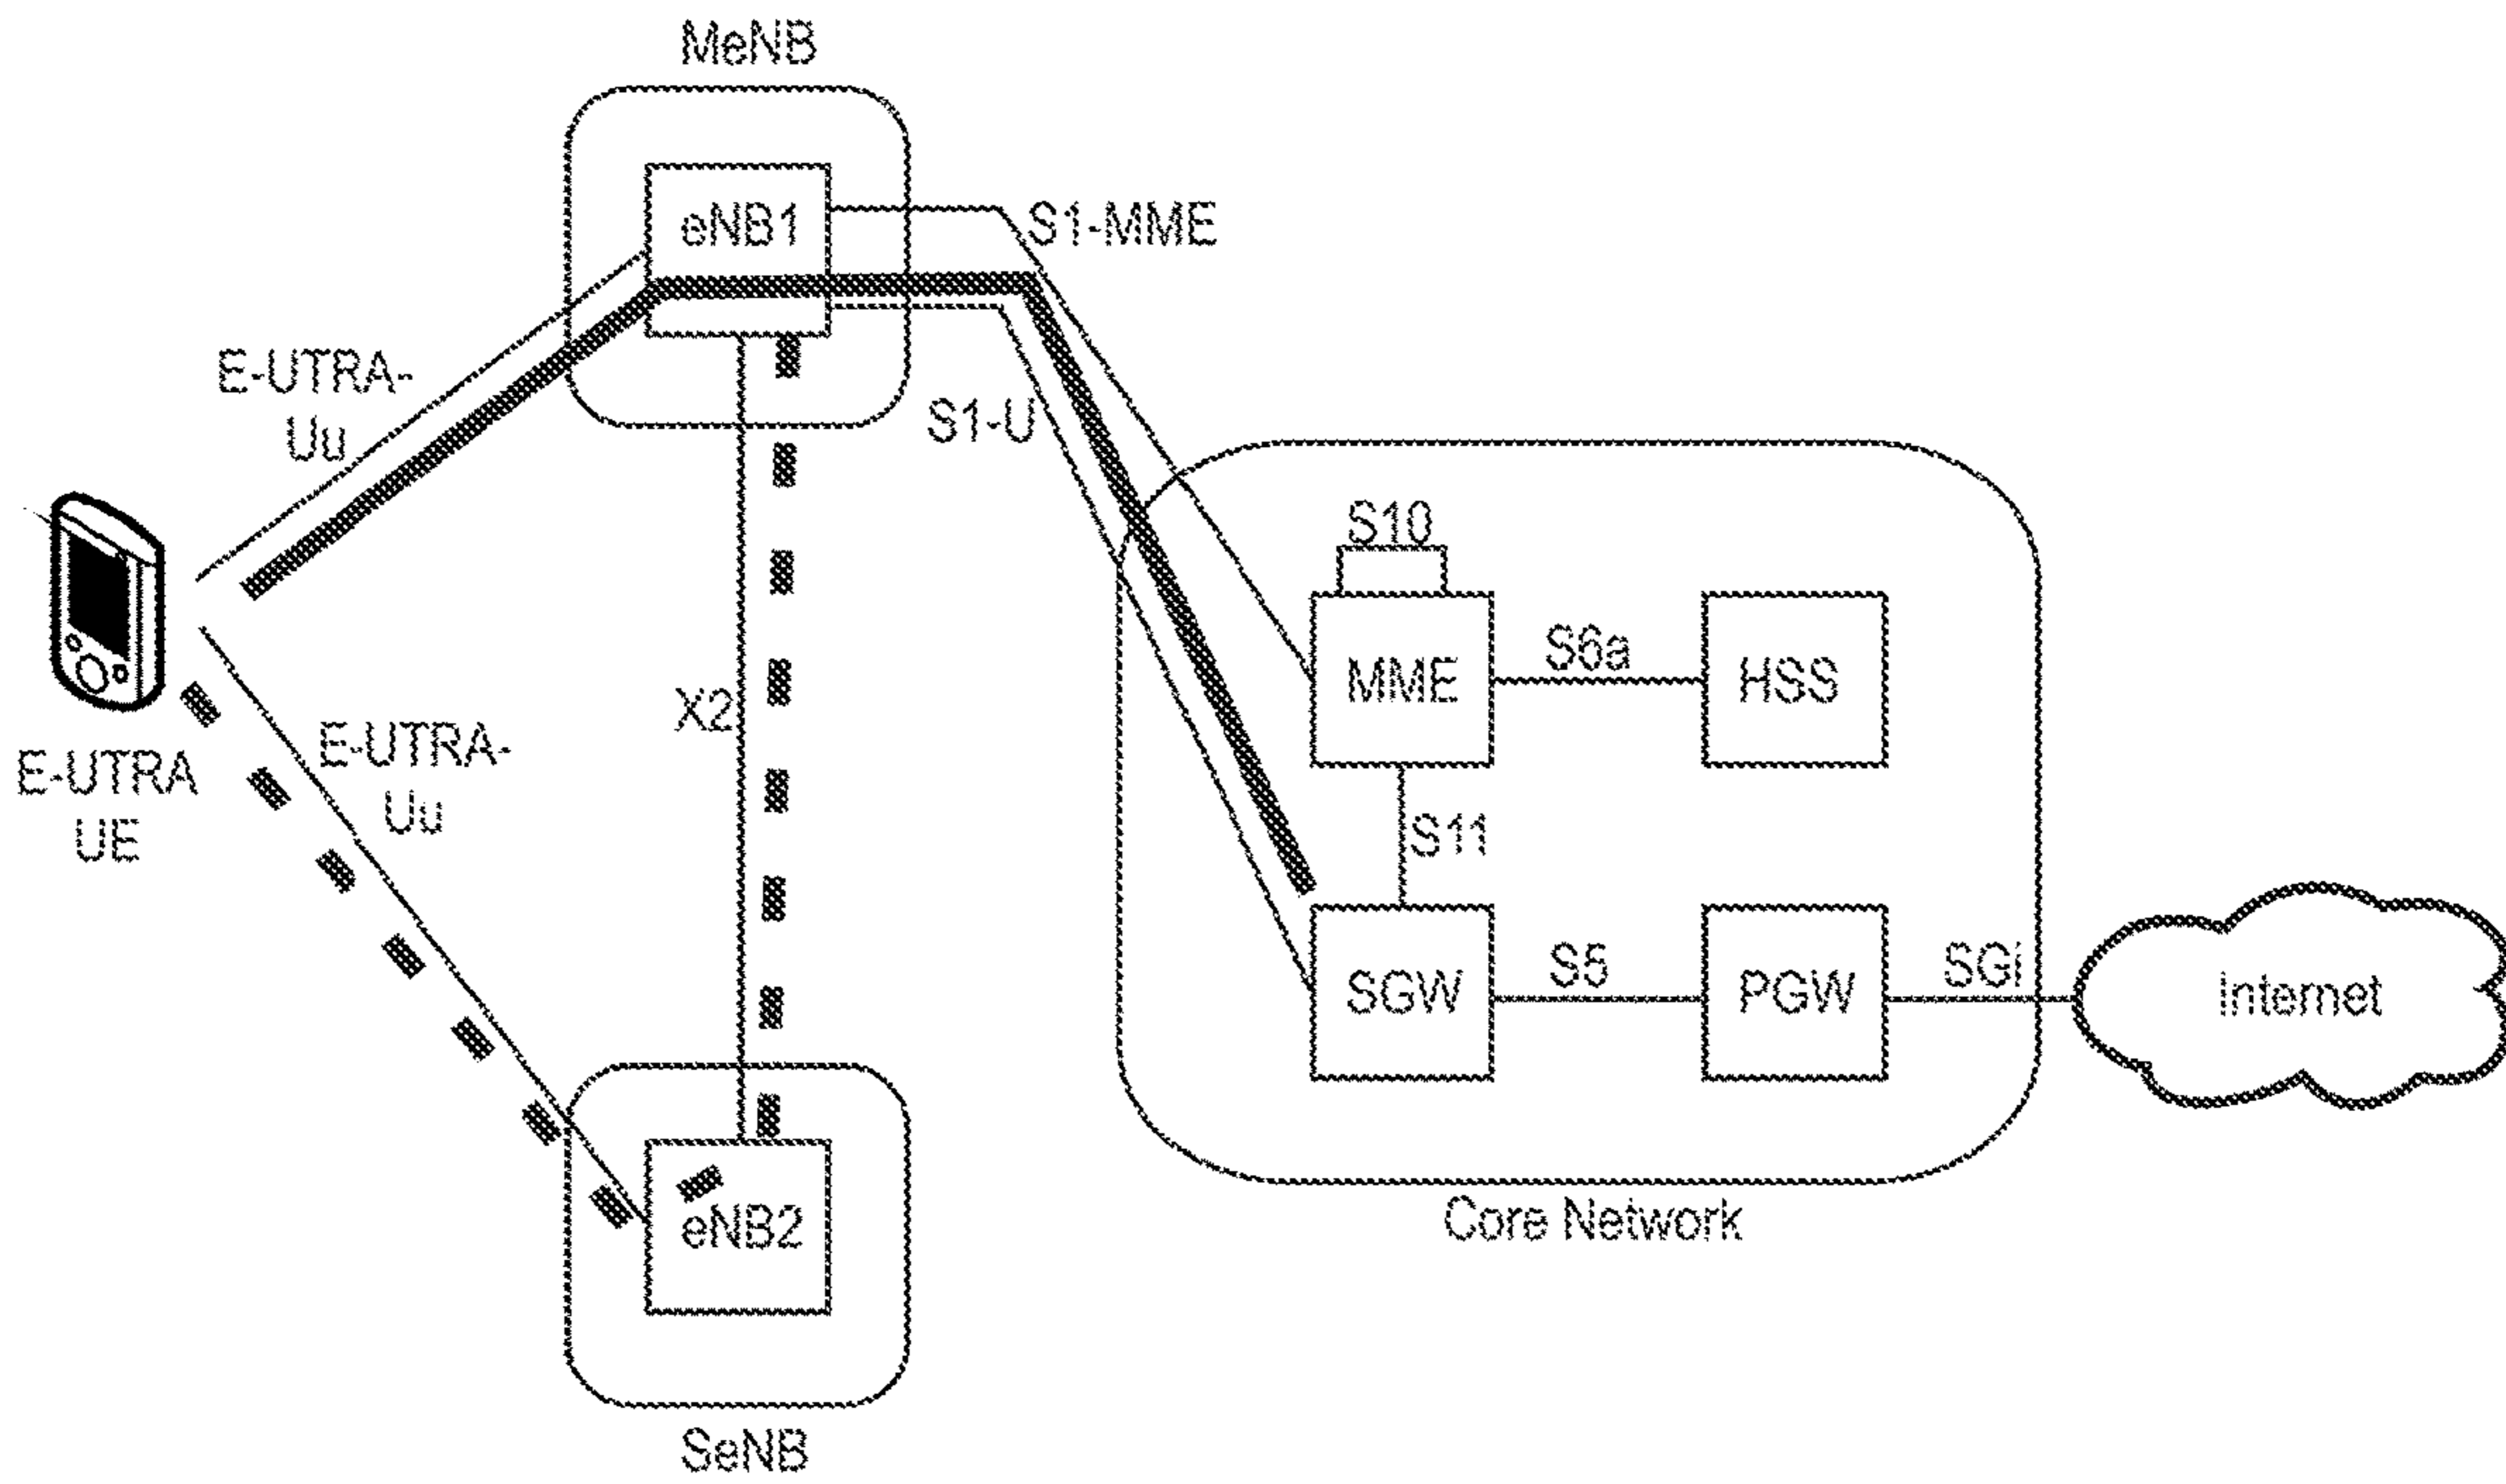 MeNB
eNB1
S1-MME
E-UTRA-
Uu
S1-U
S10
MME
S6a
HSS
X2
E-UTRA-
Uu
E-UTRA
UE
S11
SGW
S5
PGW
SGi
Internet
eNB2
Core Network
SeNB